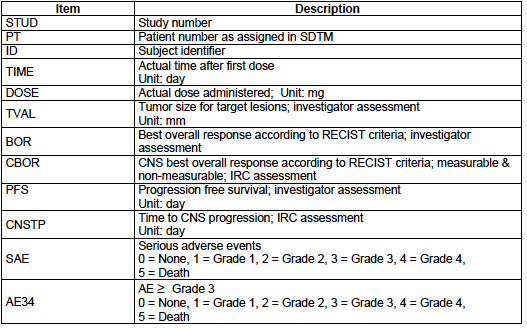 Item Description
STUD Study number
PT Patient number as assigned in SDTM
ID Subject identifier
TIME Actual time after first dose
Unit: day
DOSE Actual dose administered; Unit: mg
TVAL Tumor size for target lesions; investigator assessment
Unit: mm
BOR Best overall response according to RECIST criteria; investigator
assessment
CBOR CNS best overall response according to RECIST criteria; measurable &
non-measurable; IRC assessment
PFS Progression free survival; investigator assessment
Unit: day
CNSTP Time to CNS progression; IRC assessment
Unit: day
SAE Serious adverse events
0 = None, 1 = Grade 1, 2 = Grade 2, 3 = Grade 3, 4 = Grade 4,
5 = Death
AE34 AE ≥ Grade 3
0 = None, 1 = Grade 1, 2 = Grade 2, 3 = Grade 3, 4 = Grade 4,
5 = Death